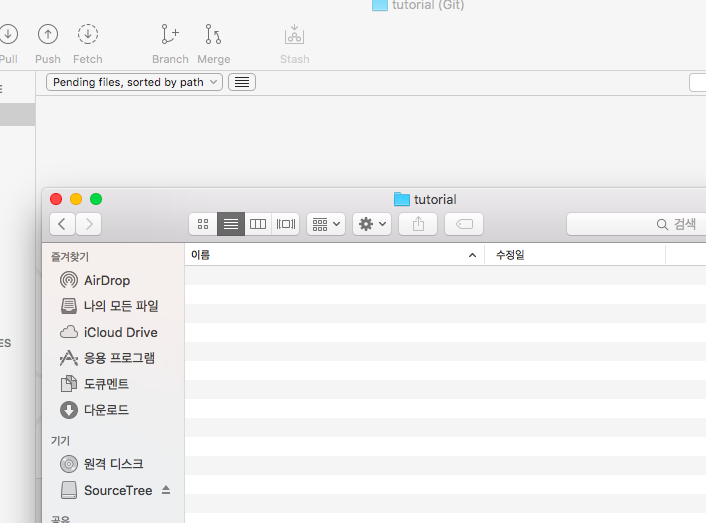 tutorial (Git)
Pull Push Fetch Branch Merge Stash
Pending files, sorted by path
tutorial
검색
즐겨찾기 이름 수정일
AirDrop
나의 모든 파일
iCloud Drive
응용 프로그램
도큐멘트
다운로드
기기
원격 디스크
SourceTree
공유